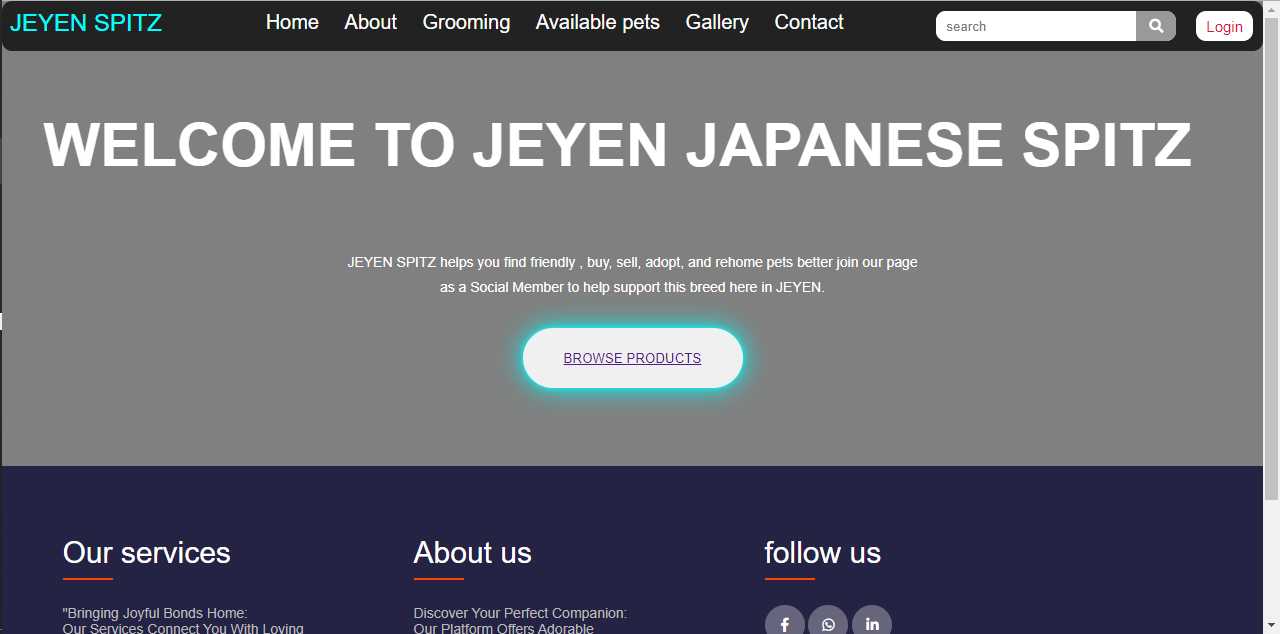 JEYEN SPITZ
Home About Grooming Available pets Gallery Contact
search
Login
WELCOME TO JEYEN JAPANESE SPITZ
JEYEN SPITZ helps you find friendly , buy, sell, adopt, and rehome pets better join our page
as a Social Member to help support this breed here in JEYEN.
BROWSE PRODUCTS
Our services
"Bringing Joyful Bonds Home:
Our Services Connect You With Loving
About us
Discover Your Perfect Companion:
Our Platform Offers Adorable
follow us